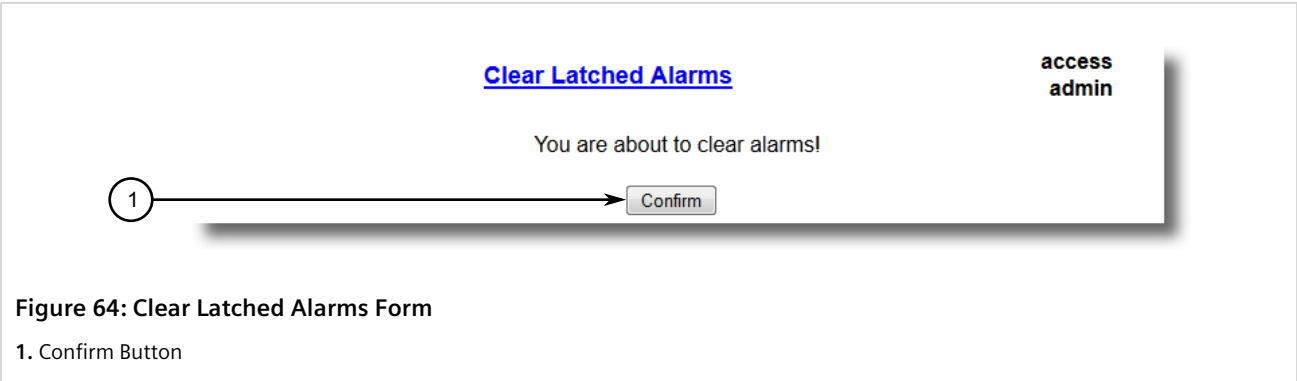 Clear Latched Alarms
access
admin
You are about to clear alarms!
1
Confirm
Figure 64: Clear Latched Alarms Form
1. Confirm Button